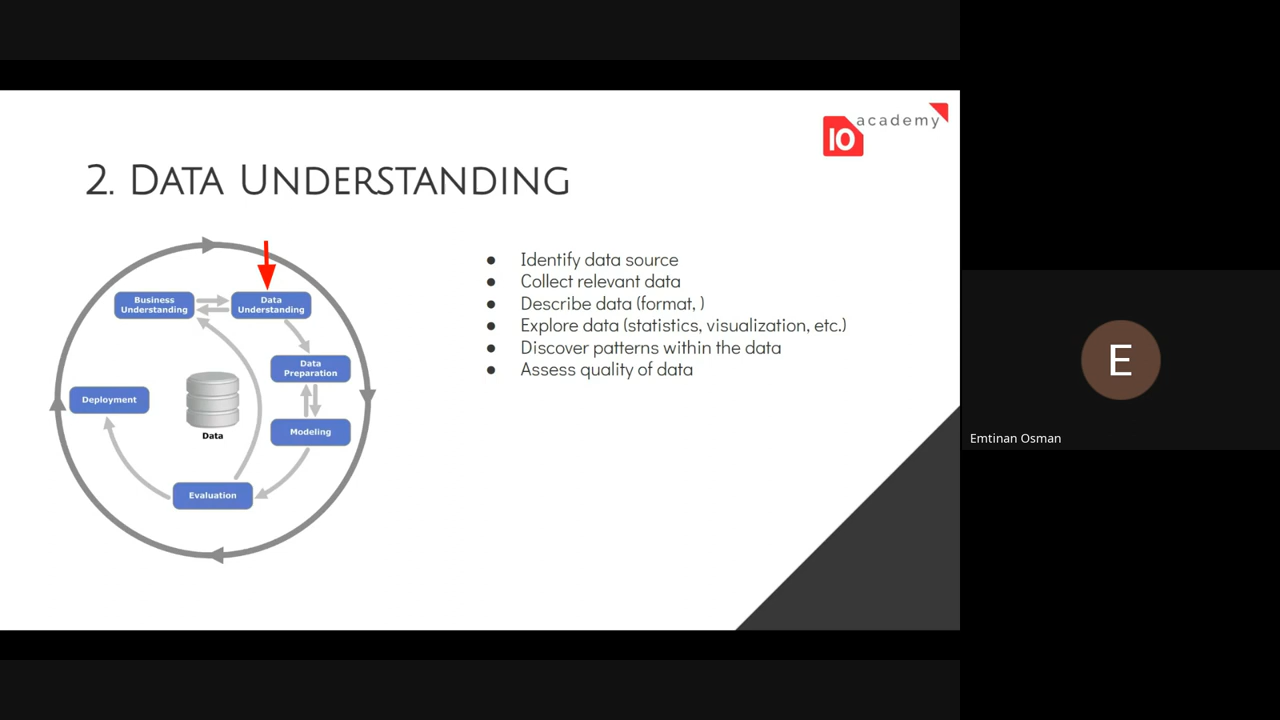 10 academy
2. Data Understanding
Business
Understanding
Data
Understanding
Data
Preparation
Modeling
Evaluation
Deployment
Data
● Identify data source
● Collect relevant data
● Describe data (format, )
● Explore data (statistics, visualization, etc.)
● Discover patterns within the data
● Assess quality of data
E
Emtinan Osman